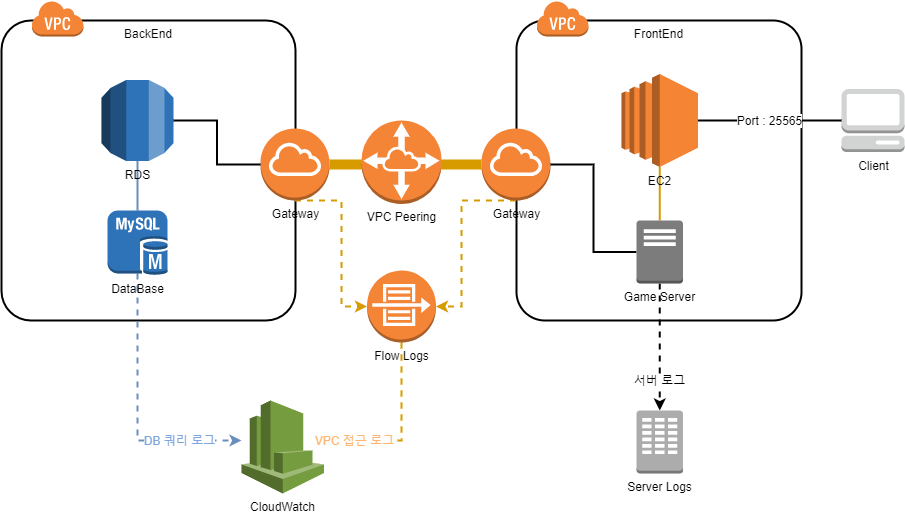 VPC
BackEnd
VPC
FrontEnd
Port : 25565
Client
RDS
EC2
Gateway
VPC Peering
Gateway
MySQL
M
DataBase
Game Server
Flow Logs
서버 로그
DB 쿼리 로그
VPC 접근 로그
Server Logs
CloudWatch